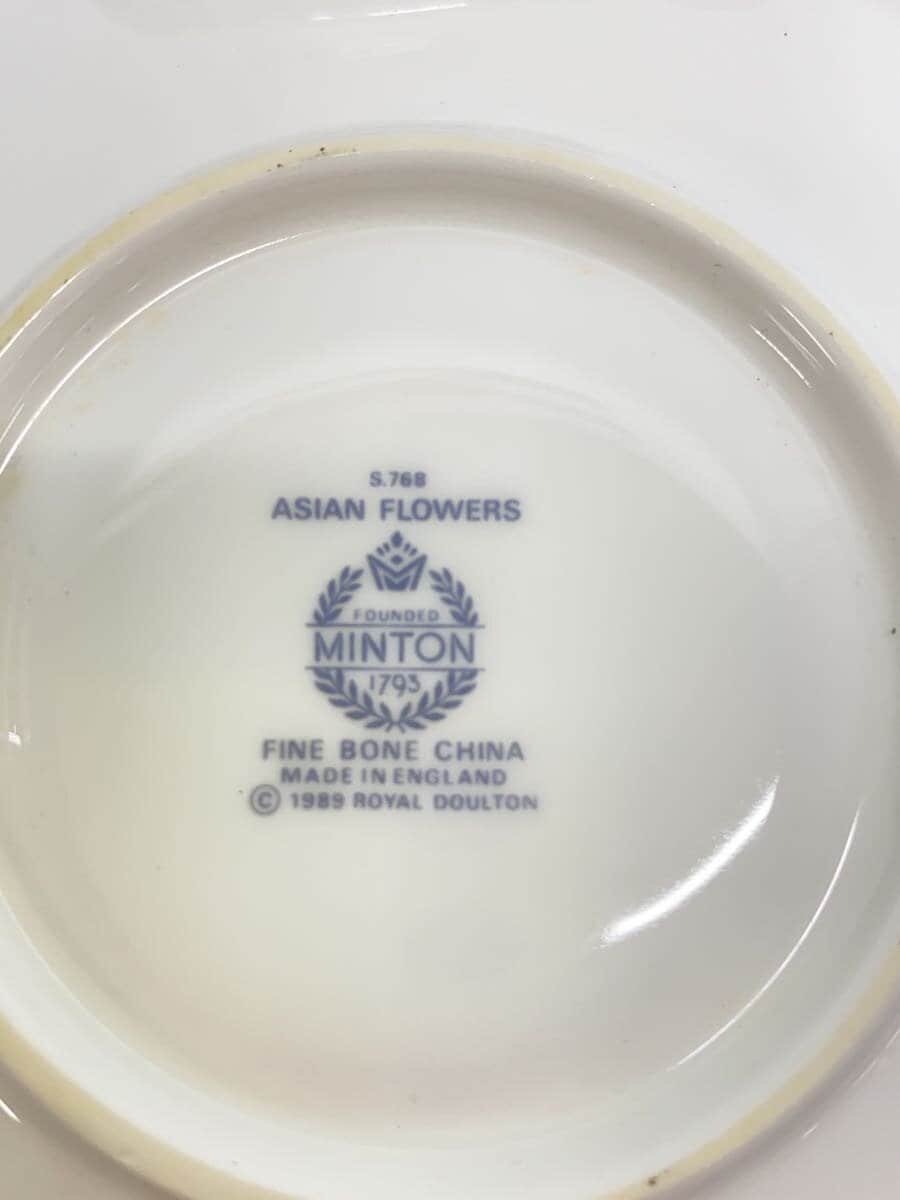 S.768
ASIAN FLOWERS
FOUNDED
MINTON
1793
FINE BONE CHINA
MADE IN ENGLAND
© 1989 ROYAL DOULTON